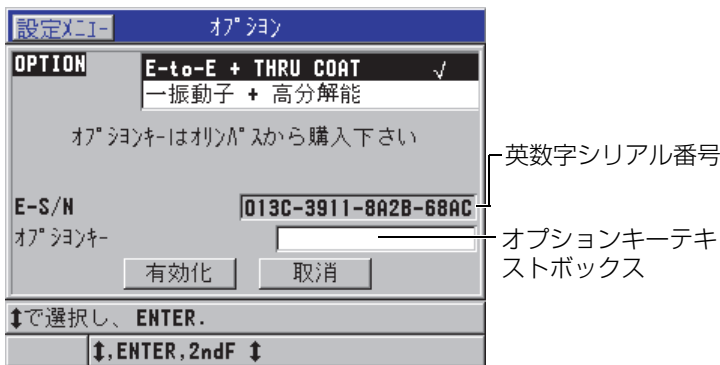 設定ﾒﾆｭｰ
ｵﾌﾟｼｮﾝ
OPTION
E-to-E + THRU COAT √
一振動子 + 高分解能
ｵﾌﾟｼｮﾝｷｰはｵﾘﾝﾊﾟｽから購入下さい
英数字シリアル番号
E-S/N
013C-3911-8A2B-68AC
ｵﾌﾟｼｮﾝｷｰ
オプションキーテキ
ストボックス
有効化
取消
↕で選択し、 ENTER.
↕,ENTER,2ndF ↕